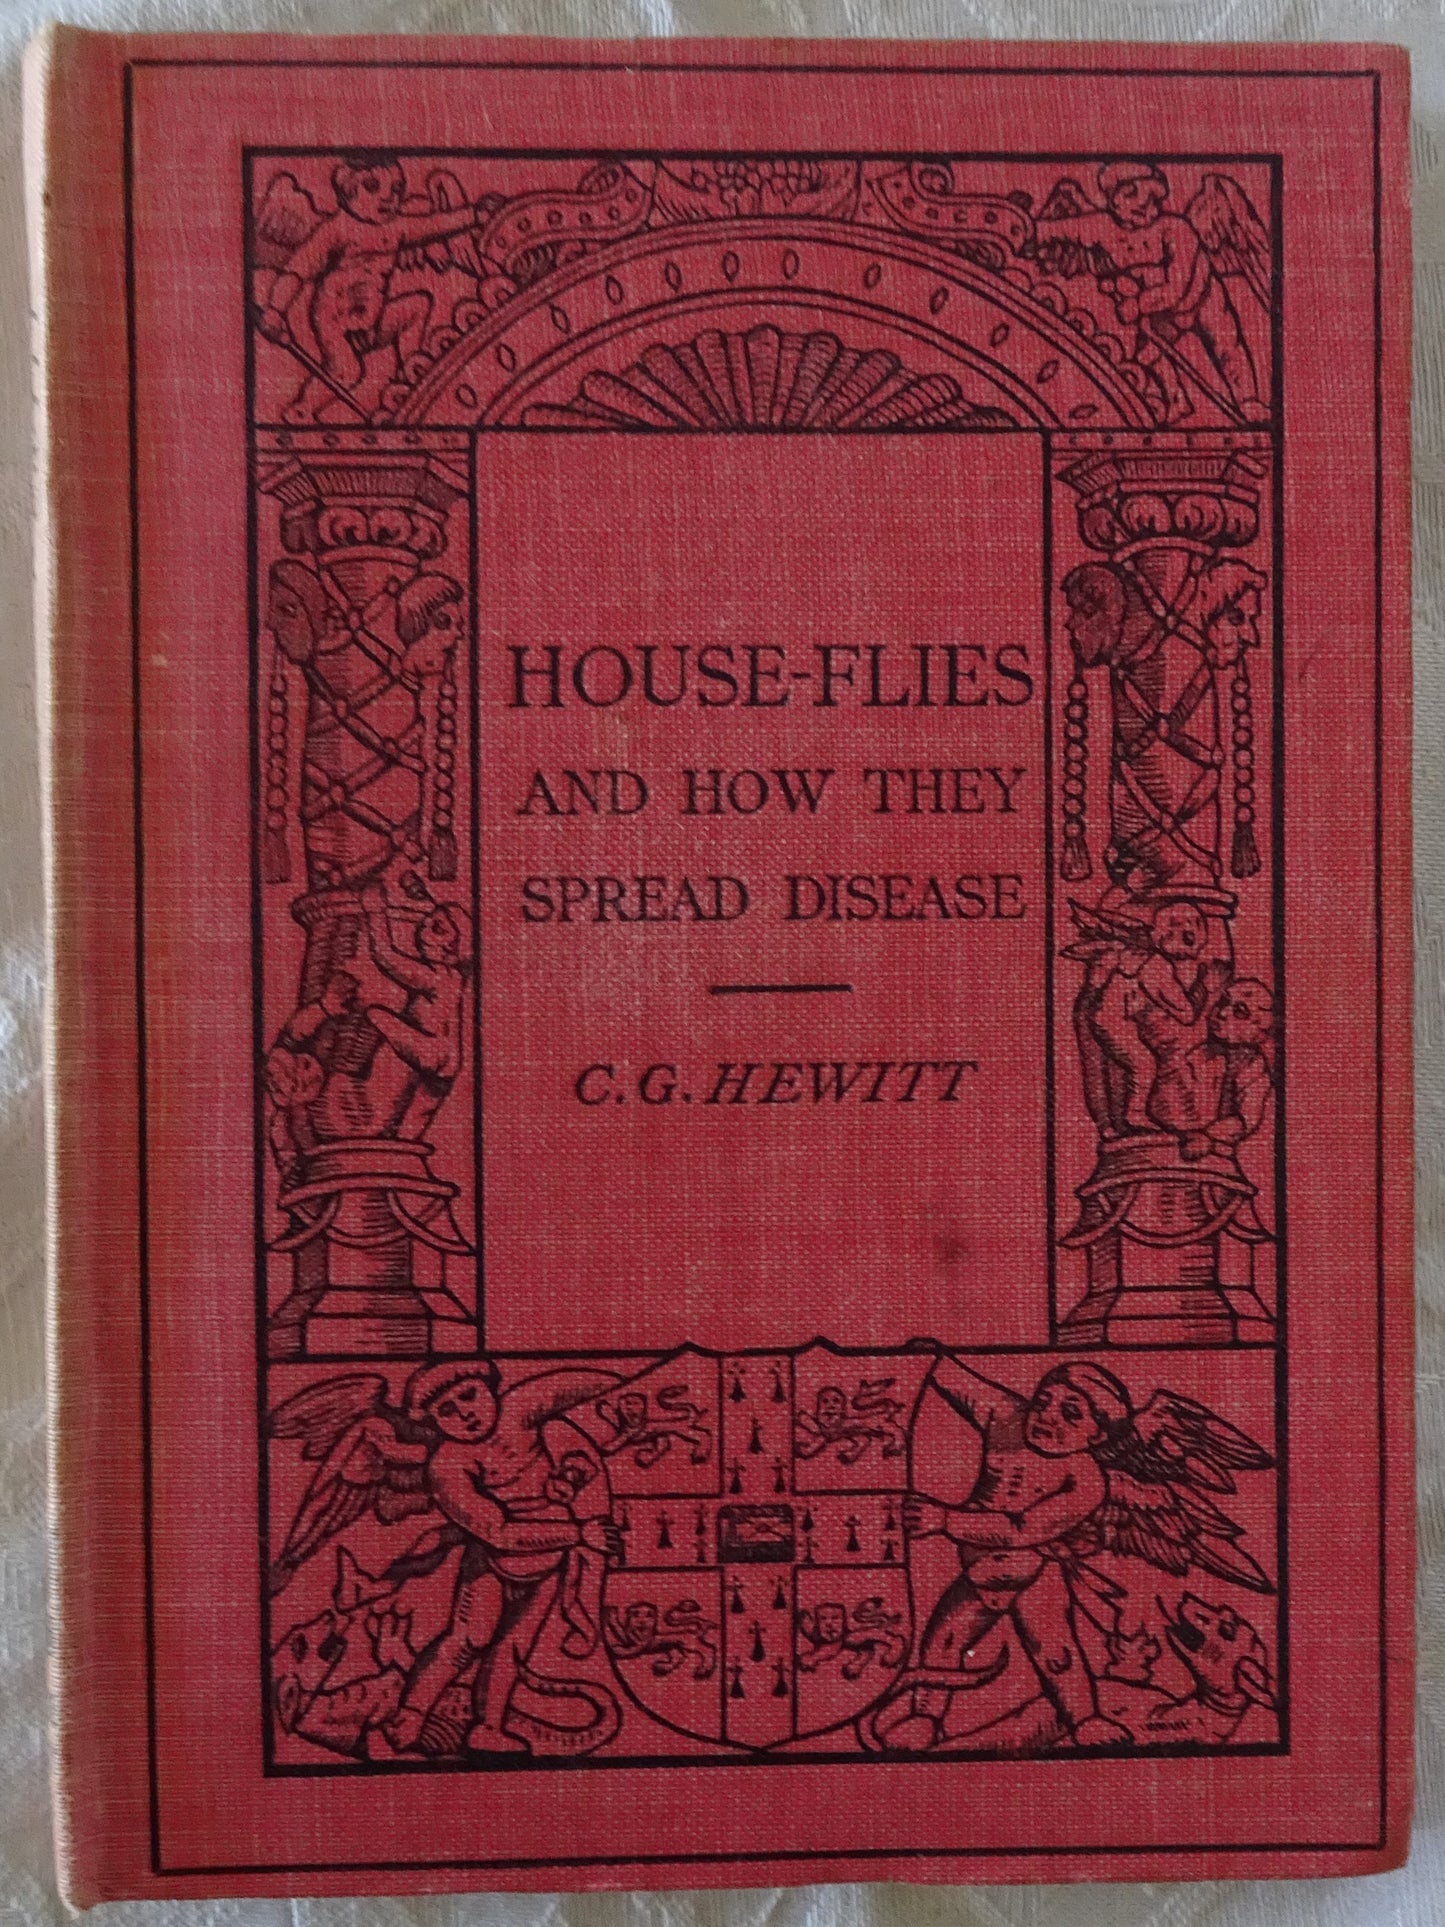 HOUSE-FLIES
AND HOW THEY
SPREAD DISEASE
C. G. HEWITT